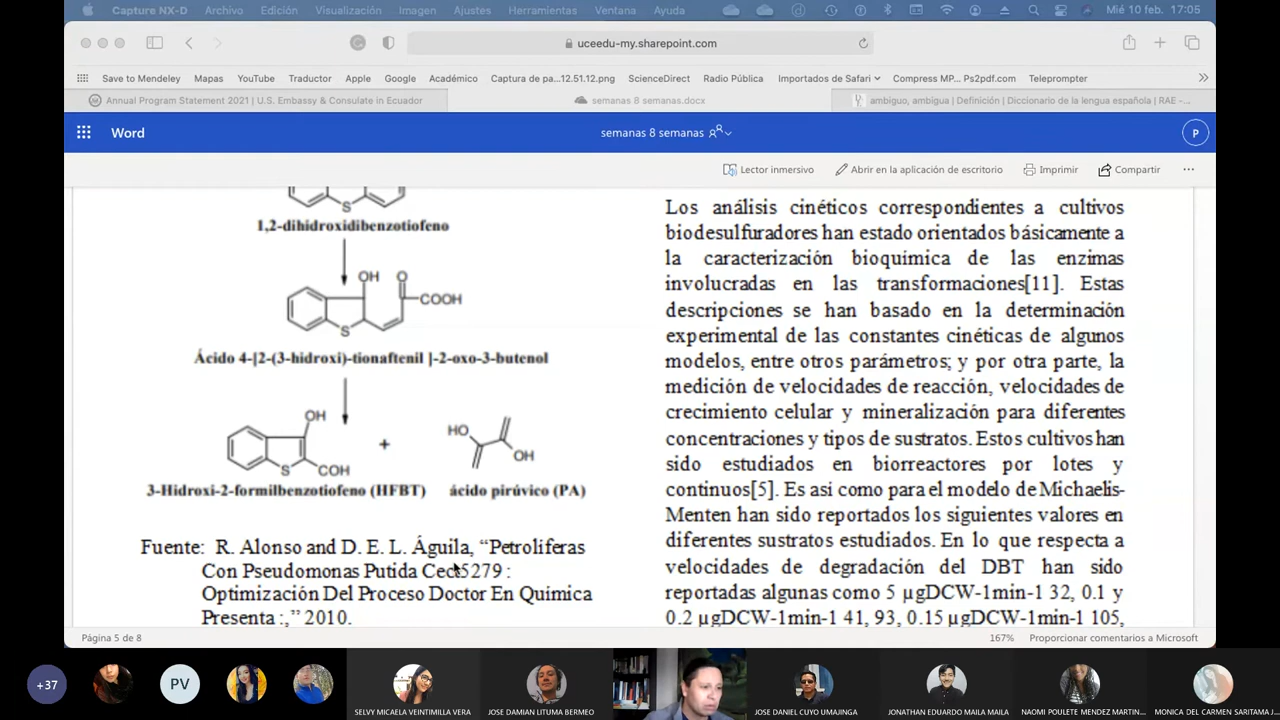 Capture NX-D Archivo Edición Visualización Imagen Ajustes Herramientas Ventana Ayuda Mié 10 feb. 17:05
uceedu-my.sharepoint.com
Save to Mendeley Mapas YouTube Traductor Apple Google Académico Captura de pa...12.51.12.png ScienceDirect Radio Pública Importados de Safari Compress MP... Ps2pdf.com Teleprompter
Annual Program Statement 2021 | U.S. Embassy & Consulate in Ecuador semanas 8 semanas.docx ambiguo, ambigua | Definición | Diccionario de la lengua española | RAE -...
Word semanas 8 semanas P
Lector inmersivo Abrir en la aplicación de escritorio Imprimir Compartir ...
S
1,2-dihidroxidibenzotiofeno
OH O
COOH
S
Ácido 4-[2-(3-hidroxi)-tionaftenil ]-2-oxo-3-butenol
OH
S COH
+
HO
OH
3-Hidroxi-2-formilbenzotiofeno (HFBT) ácido pirúvico (PA)
Fuente: R. Alonso and D. E. L. Águila, “Petrolíferas
Con Pseudomonas Putida Cect5279 :
Optimización Del Proceso Doctor En Química
Presenta :,” 2010.
Los análisis cinéticos correspondientes a cultivos
biodesulfuradores han estado orientados básicamente a
la caracterización bioquímica de las enzimas
involucradas en las transformaciones[11]. Estas
descripciones se han basado en la determinación
experimental de las constantes cinéticas de algunos
modelos, entre otros parámetros; y por otra parte, la
medición de velocidades de reacción, velocidades de
crecimiento celular y mineralización para diferentes
concentraciones y tipos de sustratos. Estos cultivos han
sido estudiados en biorreactores por lotes y
continuos[5]. Es así como para el modelo de Michaelis-
Menten han sido reportados los siguientes valores en
diferentes sustratos estudiados. En lo que respecta a
velocidades de degradación del DBT han sido
reportadas algunas como 5 µgDCW-1min-1 32, 0.1 y
0.2 µgDCW-1min-1 41, 93, 0.15 µgDCW-1min-1 105,
Página 5 de 8 167% Proporcionar comentarios a Microsoft
+37 PV
SELVY MICAELA VEINTIMILLA VERA JOSE DAMIAN LITUMA BERMEO JOSE DANIEL CUYO UMAJINGA JONATHAN EDUARDO MAILA MAILA NAOMI POULETE MENDEZ MARTIN... MONICA DEL CARMEN SARITAMA J...